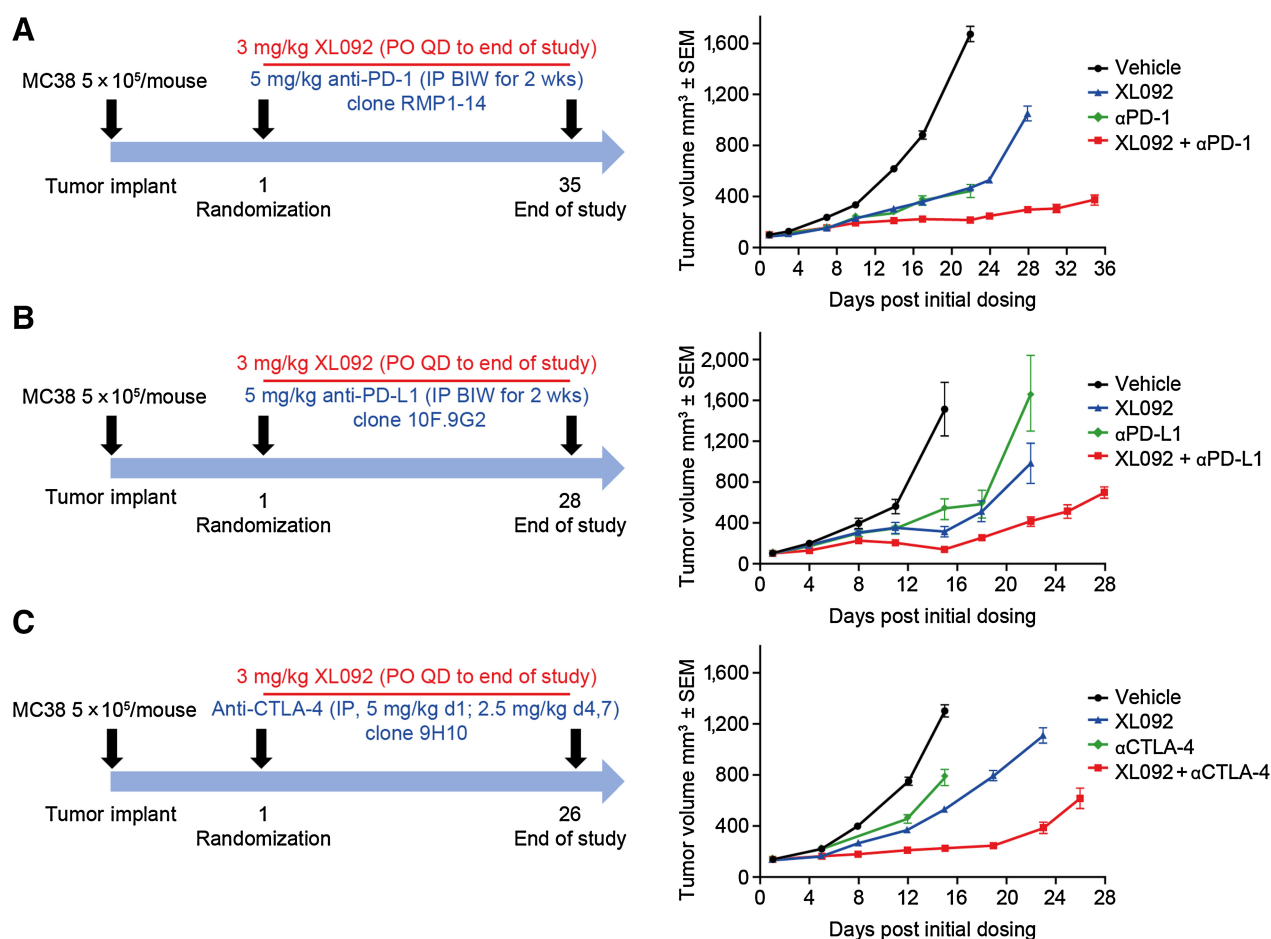 A
3 mg/kg XL092 (PO QD to end of study)
MC38 5 × 10⁵/mouse
5 mg/kg anti-PD-1 (IP BIW for 2 wks)
clone RMP1-14
Tumor implant
1
Randomization
35
End of study
Tumor volume mm³ ± SEM
1,600
1,200
800
400
0
0 4 8 10 12 16 20 24 28 32 36
Days post initial dosing
Vehicle
XL092
αPD-1
XL092 + αPD-1
B
3 mg/kg XL092 (PO QD to end of study)
MC38 5 × 10⁵/mouse
5 mg/kg anti-PD-L1 (IP BIW for 2 wks)
clone 10F.9G2
Tumor implant
1
Randomization
28
End of study
Tumor volume mm³ ± SEM
2,000
1,600
1,200
800
400
0
0 4 8 12 16 20 24 28
Days post initial dosing
Vehicle
XL092
αPD-L1
XL092 + αPD-L1
C
3 mg/kg XL092 (PO QD to end of study)
MC38 5 × 10⁵/mouse
Anti-CTLA-4 (IP, 5 mg/kg d1; 2.5 mg/kg d4,7)
clone 9H10
Tumor implant
1
Randomization
26
End of study
Tumor volume mm³ ± SEM
1,600
1,200
800
400
0
0 4 8 12 16 20 24 28
Days post initial dosing
Vehicle
XL092
αCTLA-4
XL092 + αCTLA-4